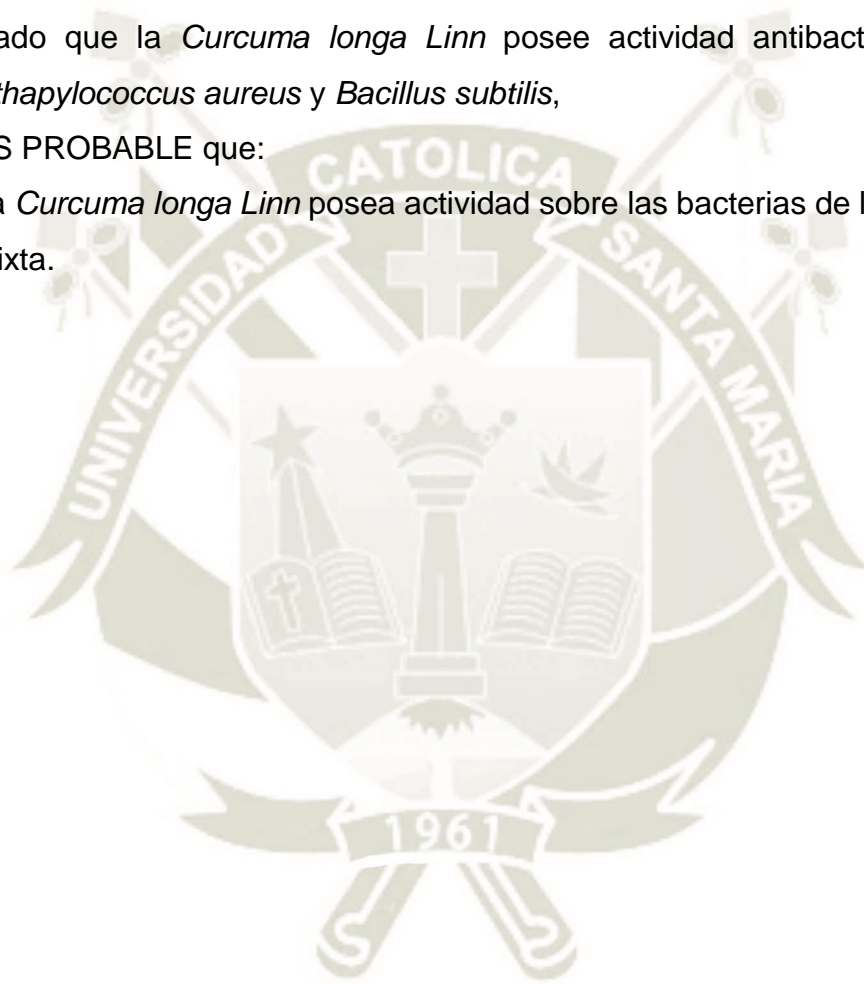 ado que la Curcuma longa Linn posee actividad antibact
thapylococcus aureus y Bacillus subtilis,
S PROBABLE que:
a Curcuma longa Linn posea actividad sobre las bacterias de l
ixta.
UNIVERSIDAD CATOLICA SANTA MARIA
1961